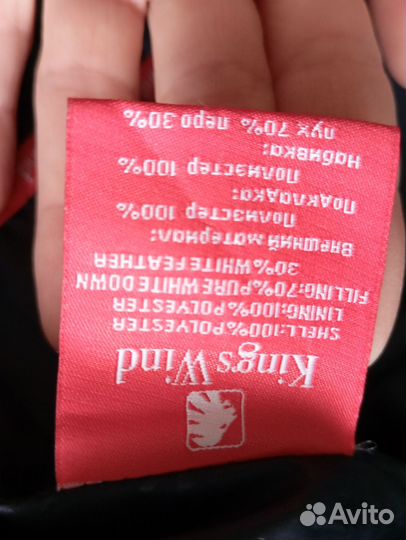 Kings Wind
SHELL:100%POLYESTER
LINING:100%POLYESTER
FILLING:70%PURE WHITE DOWN
30%WHITE FEATHER
Внешний материал:
Полиэстер 100%
Подкладка:
Полиэстер 100%
Набивка:
пух 70% перо 30%
Avito